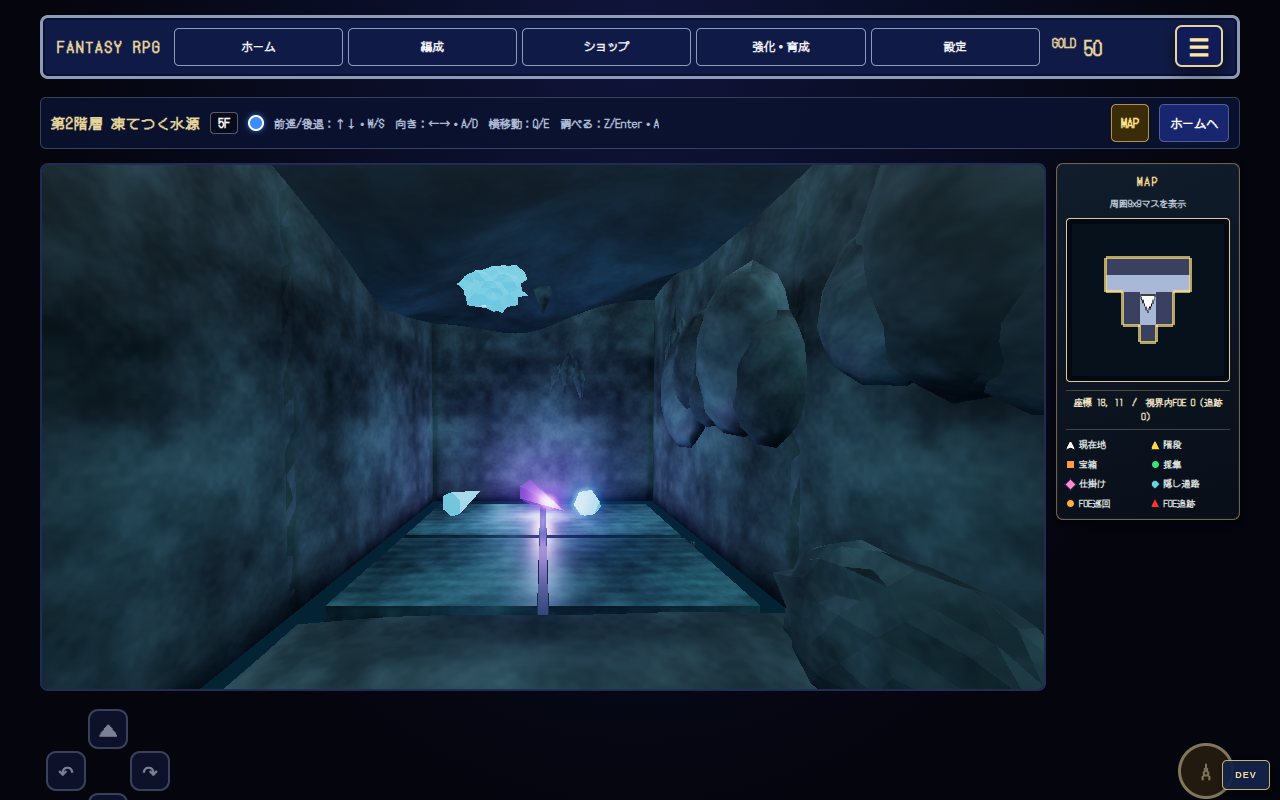 FANTASY RPG
ホーム
編成
ショップ
強化・育成
設定
GOLD 50
第2階層 凍てつく水源
5F
前進/後退：↑↓・W/S 向き：←→・A/D 横移動：Q/E 調べる：Z/Enter・A
MAP
ホームへ
MAP
周囲9x9マスを表示
座標 18, 11 / 視界内FOE 0（追跡
0）
現在地
階段
宝箱
採集
仕掛け
隠し通路
FOE巡回
FOE追跡
A
DEV